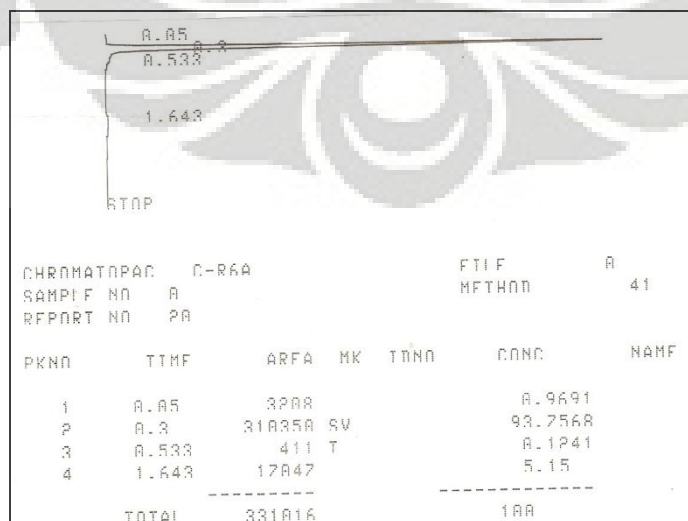 0.05
0.3
0.533
1.643
STOP
CHROMATOPAC C-R6A FILE 0
SAMPLE NO 0 METHOD 41
REPORT NO 20
PKNO TIME AREA MK IDNO CONC NAME
1 0.05 3208 0.9691
2 0.3 310350 SV 93.7568
3 0.533 411 T 0.1241
4 1.643 17047 5.15
TOTAL 331016 100